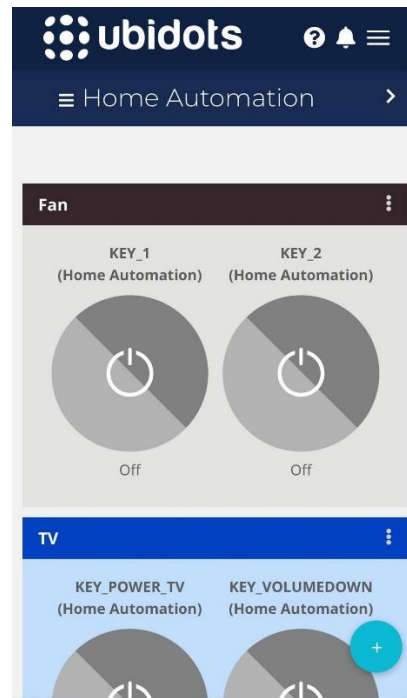 ubidots
Home Automation
Fan
KEY_1
(Home Automation)
KEY_2
(Home Automation)
Off
Off
TV
KEY_POWER_TV
(Home Automation)
KEY_VOLUMEDOWN
(Home Automation)